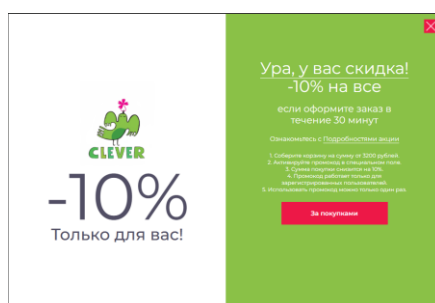 CLEVER
-10%
Только для вас!
Ура, у вас скидка!
-10% на все
если оформите заказ в
течение 30 минут
Ознакомьтесь с Подробностями акции
1. Соберите корзину на сумму от 3200 рублей.
2. Активируйте промокод в специальном поле.
3. Сумма покупки снизится на 10%.
4. Промокод работает только для
зарегистрированных пользователей.
5. Использовать промокод можно только один раз.
За покупками